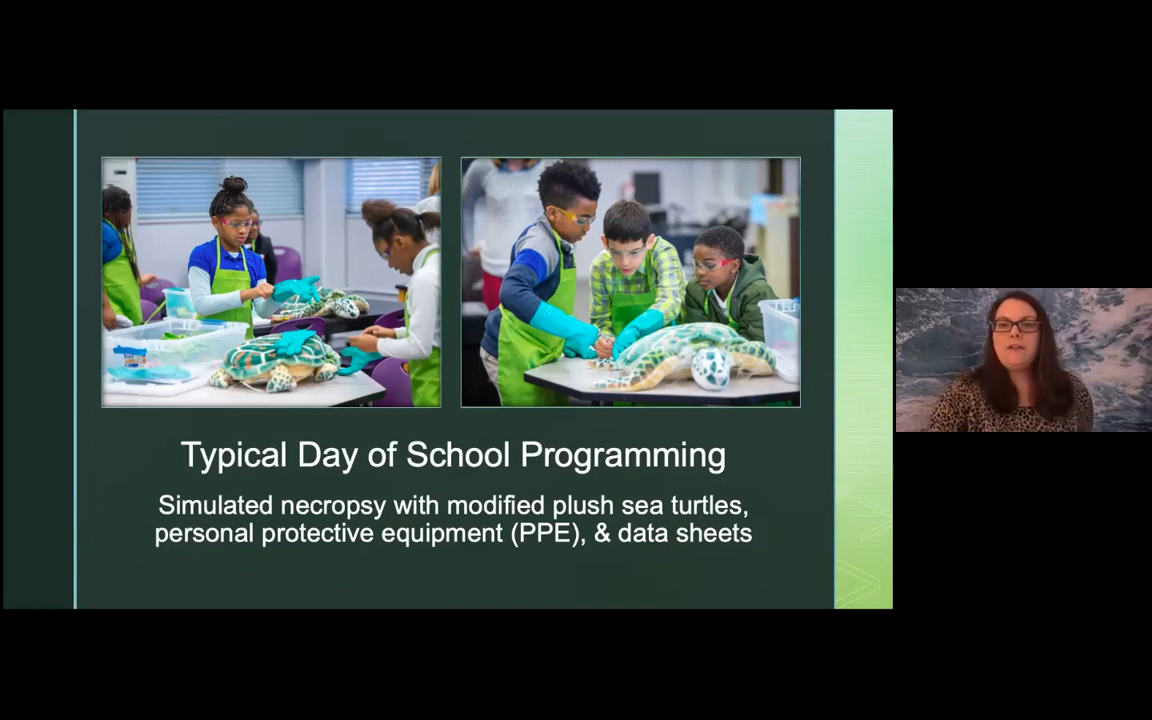 Typical Day of School Programming
Simulated necropsy with modified plush sea turtles,
personal protective equipment (PPE), & data sheets